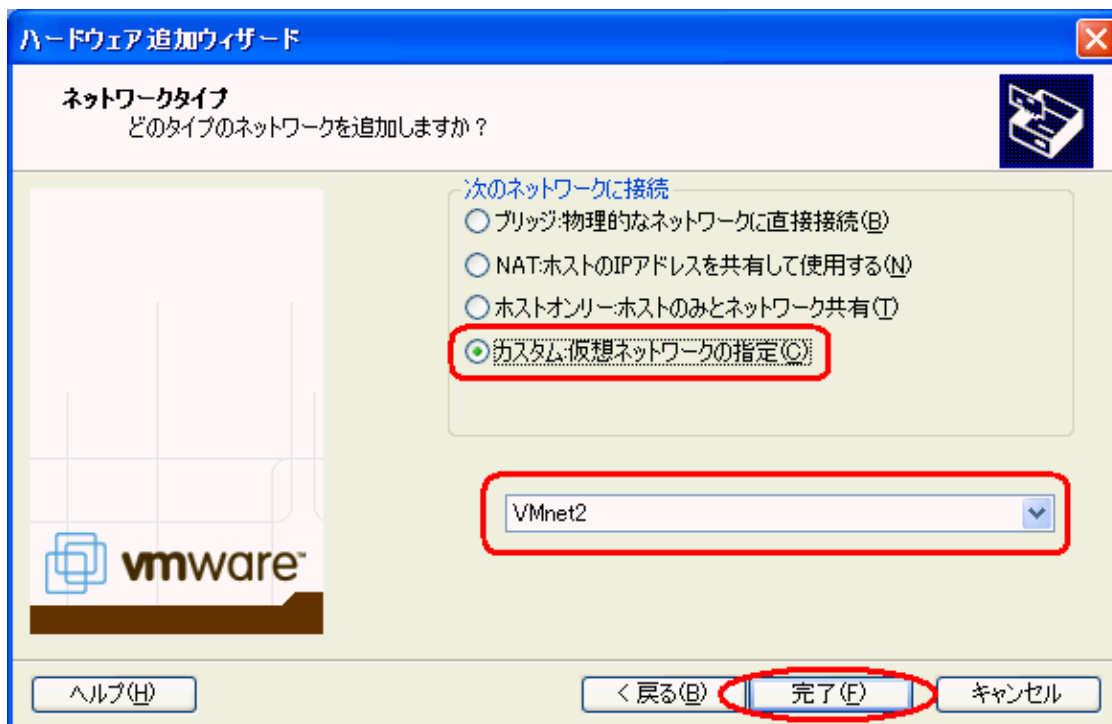 ハードウェア追加ウィザード
ネットワークタイプ
どのタイプのネットワークを追加しますか？
次のネットワークに接続
ブリッジ:物理的なネットワークに直接接続(B)
NAT:ホストのIPアドレスを共有して使用する(N)
ホストオンリー:ホストのみとネットワーク共有(T)
カスタム:仮想ネットワークの指定(C)
VMnet2
vmware™
ヘルプ(H)
< 戻る(B)
完了(F)
キャンセル